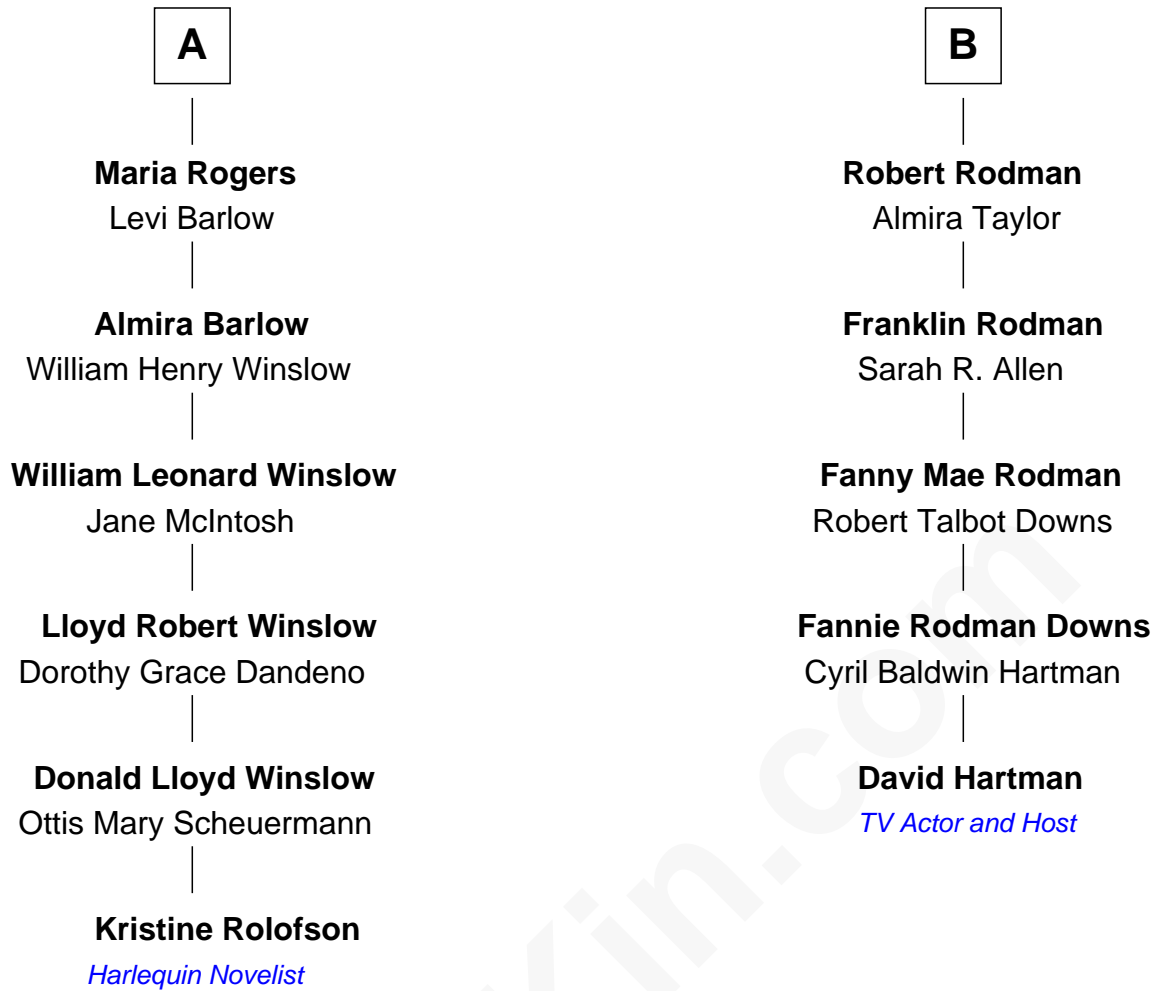 A
Maria Rogers
Levi Barlow
Almira Barlow
William Henry Winslow
William Leonard Winslow
Jane McIntosh
Lloyd Robert Winslow
Dorothy Grace Dandeno
Donald Lloyd Winslow
Ottis Mary Scheuermann
Kristine Rolofson
Harlequin Novelist
B
Robert Rodman
Almira Taylor
Franklin Rodman
Sarah R. Allen
Fanny Mae Rodman
Robert Talbot Downs
Fannie Rodman Downs
Cyril Baldwin Hartman
David Hartman
TV Actor and Host